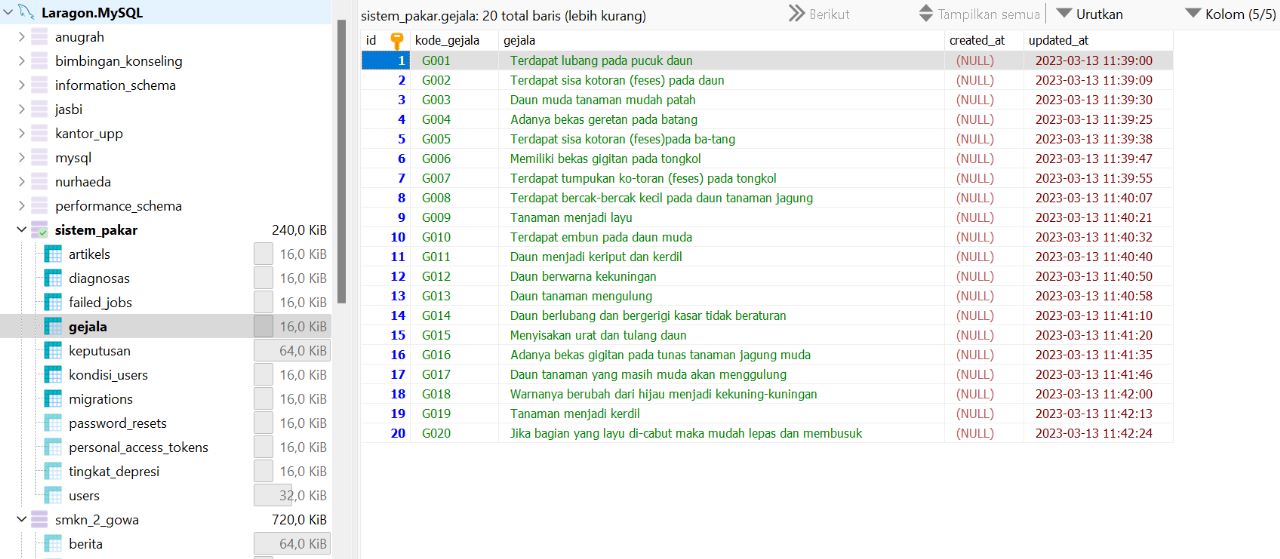 Laragon.MySQL
anugrah
bimbingan_konseling
information_schema
jasbi
kantor_upp
mysql
nurhaeda
performance_schema
sistem_pakar 240,0 KiB
artikels 16,0 KiB
diagnosas 16,0 KiB
failed_jobs 16,0 KiB
gejala 16,0 KiB
keputusan 64,0 KiB
kondisi_users 16,0 KiB
migrations 16,0 KiB
password_resets 16,0 KiB
personal_access_tokens 16,0 KiB
tingkat_depresi 16,0 KiB
users 32,0 KiB
smkn_2_gowa 720,0 KiB
berita 64,0 KiB
sistem_pakar.gejala: 20 total baris (lebih kurang) Berikut Tampilkan semua Urutkan Kolom (5/5)
id kode_gejala gejala created_at updated_at
1 G001 Terdapat lubang pada pucuk daun (NULL) 2023-03-13 11:39:00
2 G002 Terdapat sisa kotoran (feses) pada daun (NULL) 2023-03-13 11:39:09
3 G003 Daun muda tanaman mudah patah (NULL) 2023-03-13 11:39:30
4 G004 Adanya bekas geretan pada batang (NULL) 2023-03-13 11:39:25
5 G005 Terdapat sisa kotoran (feses)pada ba-tang (NULL) 2023-03-13 11:39:38
6 G006 Memiliki bekas gigitan pada tongkol (NULL) 2023-03-13 11:39:47
7 G007 Terdapat tumpukan ko-toran (feses) pada tongkol (NULL) 2023-03-13 11:39:55
8 G008 Terdapat bercak-bercak kecil pada daun tanaman jagung (NULL) 2023-03-13 11:40:07
9 G009 Tanaman menjadi layu (NULL) 2023-03-13 11:40:21
10 G010 Terdapat embun pada daun muda (NULL) 2023-03-13 11:40:32
11 G011 Daun menjadi keriput dan kerdil (NULL) 2023-03-13 11:40:40
12 G012 Daun berwarna kekuningan (NULL) 2023-03-13 11:40:50
13 G013 Daun tanaman mengulung (NULL) 2023-03-13 11:40:58
14 G014 Daun berlubang dan bergerigi kasar tidak beraturan (NULL) 2023-03-13 11:41:10
15 G015 Menyisakan urat dan tulang daun (NULL) 2023-03-13 11:41:20
16 G016 Adanya bekas gigitan pada tunas tanaman jagung muda (NULL) 2023-03-13 11:41:35
17 G017 Daun tanaman yang masih muda akan menggulung (NULL) 2023-03-13 11:41:46
18 G018 Warnanya berubah dari hijau menjadi kekuning-kuningan (NULL) 2023-03-13 11:42:00
19 G019 Tanaman menjadi kerdil (NULL) 2023-03-13 11:42:13
20 G020 Jika bagian yang layu di-cabut maka mudah lepas dan membusuk (NULL) 2023-03-13 11:42:24